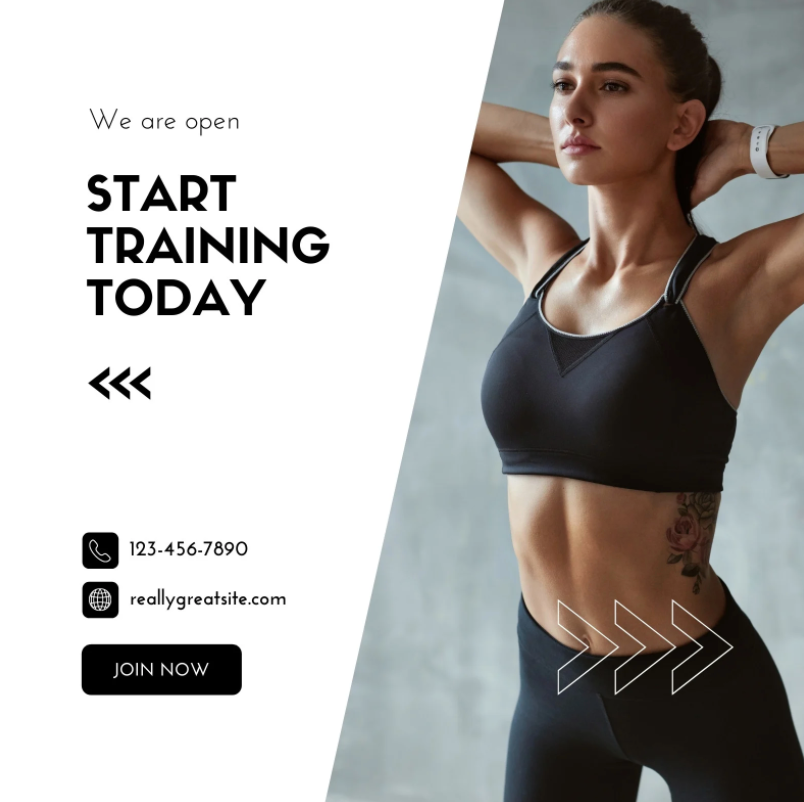 We are open
START
TRAINING
TODAY
123-456-7890
reallygreatsite.com
JOIN NOW